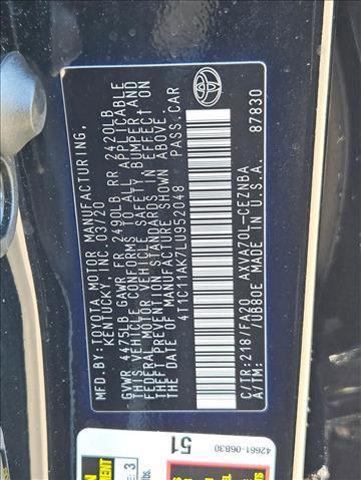 MFD.BY:TOYOTA MOTOR MANUFACTURING,
KENTUCKY, INC. 03/20
GVWR 4475LB GAWR FR 2490LB RR 2420LB
THIS VEHICLE CONFORMS TO ALL APPLICABLE
FEDERAL MOTOR VEHICLE SAFETY, BUMPER, AND
THEFT PREVENTION STANDARDS IN EFFECT ON
THE DATE OF MANUFACTURE SHOWN ABOVE.
4T1C11AK7LU952048 PASS.CAR
C/TR:218/FA20 AXVA70L-CEZNBA
A/TM: /UB80E MADE IN U.S.A.
87830
42661-06B30
51
3